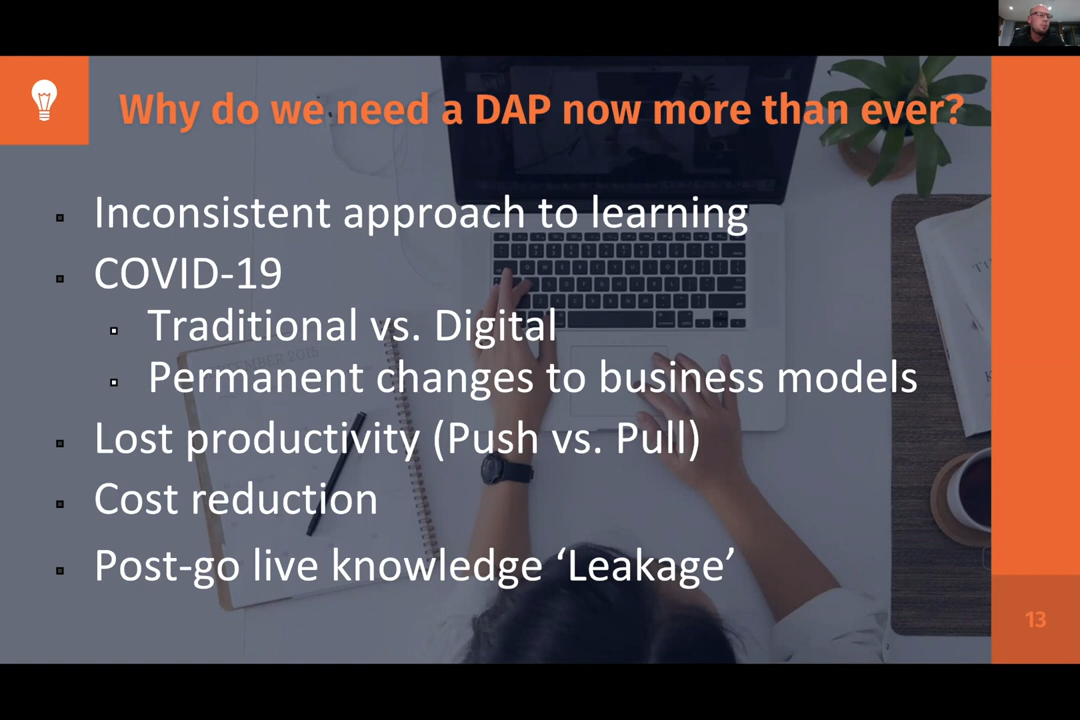 Why do we need a DAP now more than ever?
Inconsistent approach to learning
COVID-19
Traditional vs. Digital
Permanent changes to business models
Lost productivity (Push vs. Pull)
Cost reduction
Post-go live knowledge ‘Leakage’
13